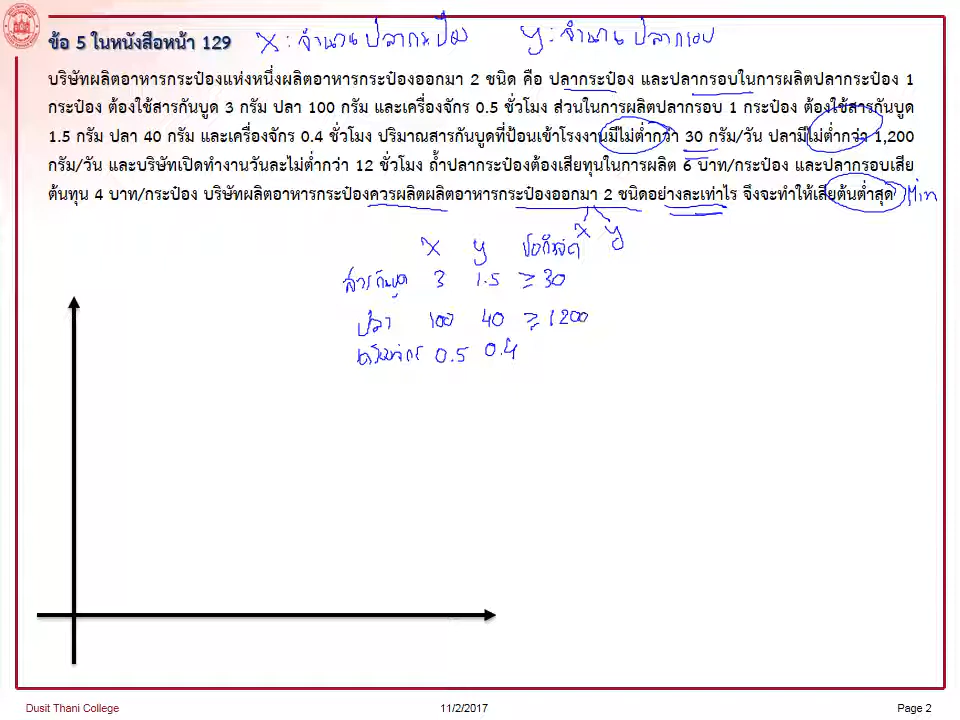 ข้อ 5 ในหนังสือหน้า 129 x : จำนวนปลากระป๋อง y : จำนวนปลากรอบ
บริษัทผลิตอาหารกระป๋องแห่งหนึ่งผลิตอาหารกระป๋องออกมา 2 ชนิด คือ ปลากระป๋อง และปลากรอบในการผลิตปลากระป๋อง 1
กระป๋อง ต้องใช้สารกันบูด 3 กรัม ปลา 100 กรัม และเครื่องจักร 0.5 ชั่วโมง ส่วนในการผลิตปลากรอบ 1 กระป๋อง ต้องใช้สารกันบูด
1.5 กรัม ปลา 40 กรัม และเครื่องจักร 0.4 ชั่วโมง ปริมาณสารกันบูดที่ป้อนเข้าโรงงานมีไม่ต่ำกว่า 30 กรัม/วัน ปลามีไม่ต่ำกว่า 1,200
กรัม/วัน และบริษัทเปิดทำงานวันละไม่ต่ำกว่า 12 ชั่วโมง ถ้าปลากระป๋องต้องเสียทุนในการผลิต 6 บาท/กระป๋อง และปลากรอบเสีย
ต้นทุน 4 บาท/กระป๋อง บริษัทผลิตอาหารกระป๋องควรผลิตผลิตอาหารกระป๋องออกมา 2 ชนิดอย่างละเท่าไร จึงจะทำให้เสียต้นต่ำสุด Min
x y
x y ข้อกำจัด
สารกันบูด 3 1.5 ≥ 30
ปลา 100 40 ≥ 1200
เครื่องจักร 0.5 0.4
Dusit Thani College 11/2/2017 Page 2